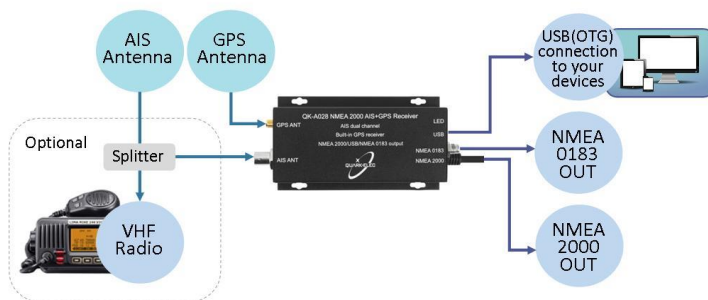 AIS
Antenna
GPS
Antenna
USB(OTG)
connection
to your
devices
QK-A028 NMEA 2000 AIS+GPS Receiver
GPS ANT
AIS dual channel
Built-in GPS receiver
NMEA 2000/USB/NMEA 0183 output
LED
USB
NMEA 0183
NMEA 2000
AIS ANT
QUARK-ELEC
Optional
Splitter
VHF
Radio
NMEA
0183
OUT
NMEA
2000
OUT